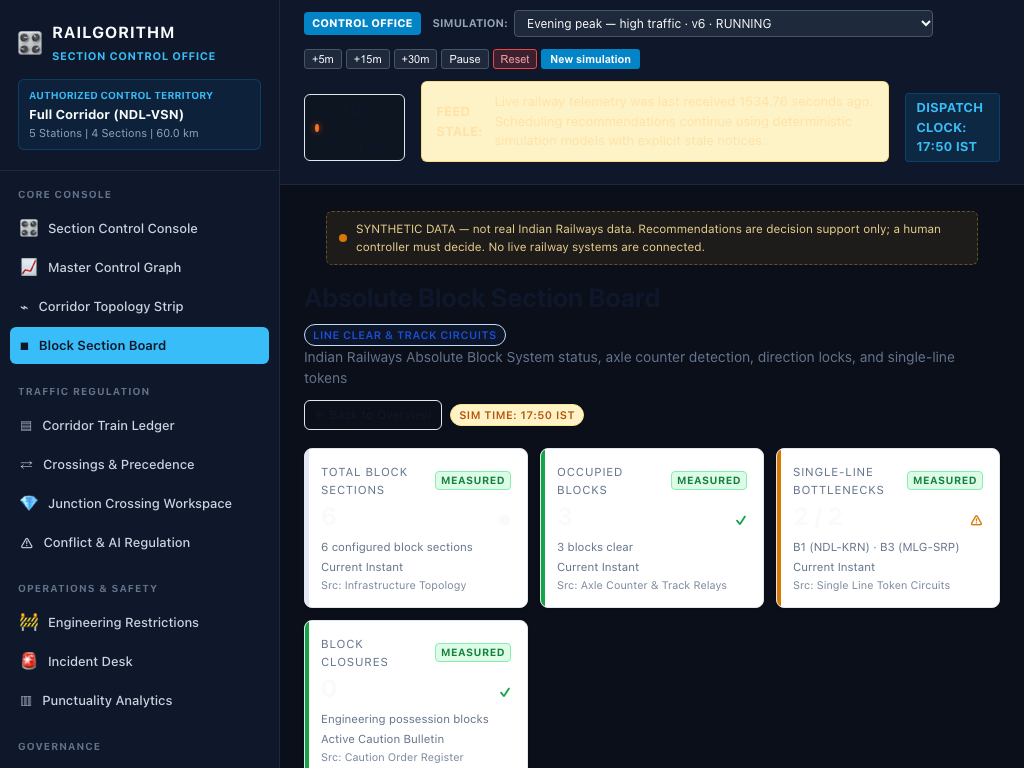 RAILGORITHM
SECTION CONTROL OFFICE
AUTHORIZED CONTROL TERRITORY
Full Corridor (NDL-VSN)
5 Stations | 4 Sections | 60.0 km
CORE CONSOLE
Section Control Console
Master Control Graph
Corridor Topology Strip
Block Section Board
TRAFFIC REGULATION
Corridor Train Ledger
Crossings & Precedence
Junction Crossing Workspace
Conflict & AI Regulation
OPERATIONS & SAFETY
Engineering Restrictions
Incident Desk
Punctuality Analytics
GOVERNANCE
CONTROL OFFICE
SIMULATION:
Evening peak — high traffic · v6 · RUNNING
+5m
+15m
+30m
Pause
Reset
New simulation
FEED
STALE:
Live railway telemetry was last received 1534.76 seconds ago.
Scheduling recommendations continue using deterministic
simulation models with explicit stale notices.
DISPATCH
CLOCK:
17:50 IST
SYNTHETIC DATA — not real Indian Railways data. Recommendations are decision support only; a human
controller must decide. No live railway systems are connected.
Absolute Block Section Board
LINE CLEAR & TRACK CIRCUITS
Indian Railways Absolute Block System status, axle counter detection, direction locks, and single-line
tokens
← Back to Overview
SIM TIME: 17:50 IST
TOTAL BLOCK
SECTIONS
MEASURED
6
6 configured block sections
Current Instant
Src: Infrastructure Topology
OCCUPIED
BLOCKS
MEASURED
3
3 blocks clear
Current Instant
Src: Axle Counter & Track Relays
SINGLE-LINE
BOTTLENECKS
MEASURED
2 / 2
B1 (NDL-KRN) · B3 (MLG-SRP)
Current Instant
Src: Single Line Token Circuits
BLOCK
CLOSURES
MEASURED
0
Engineering possession blocks
Active Caution Bulletin
Src: Caution Order Register